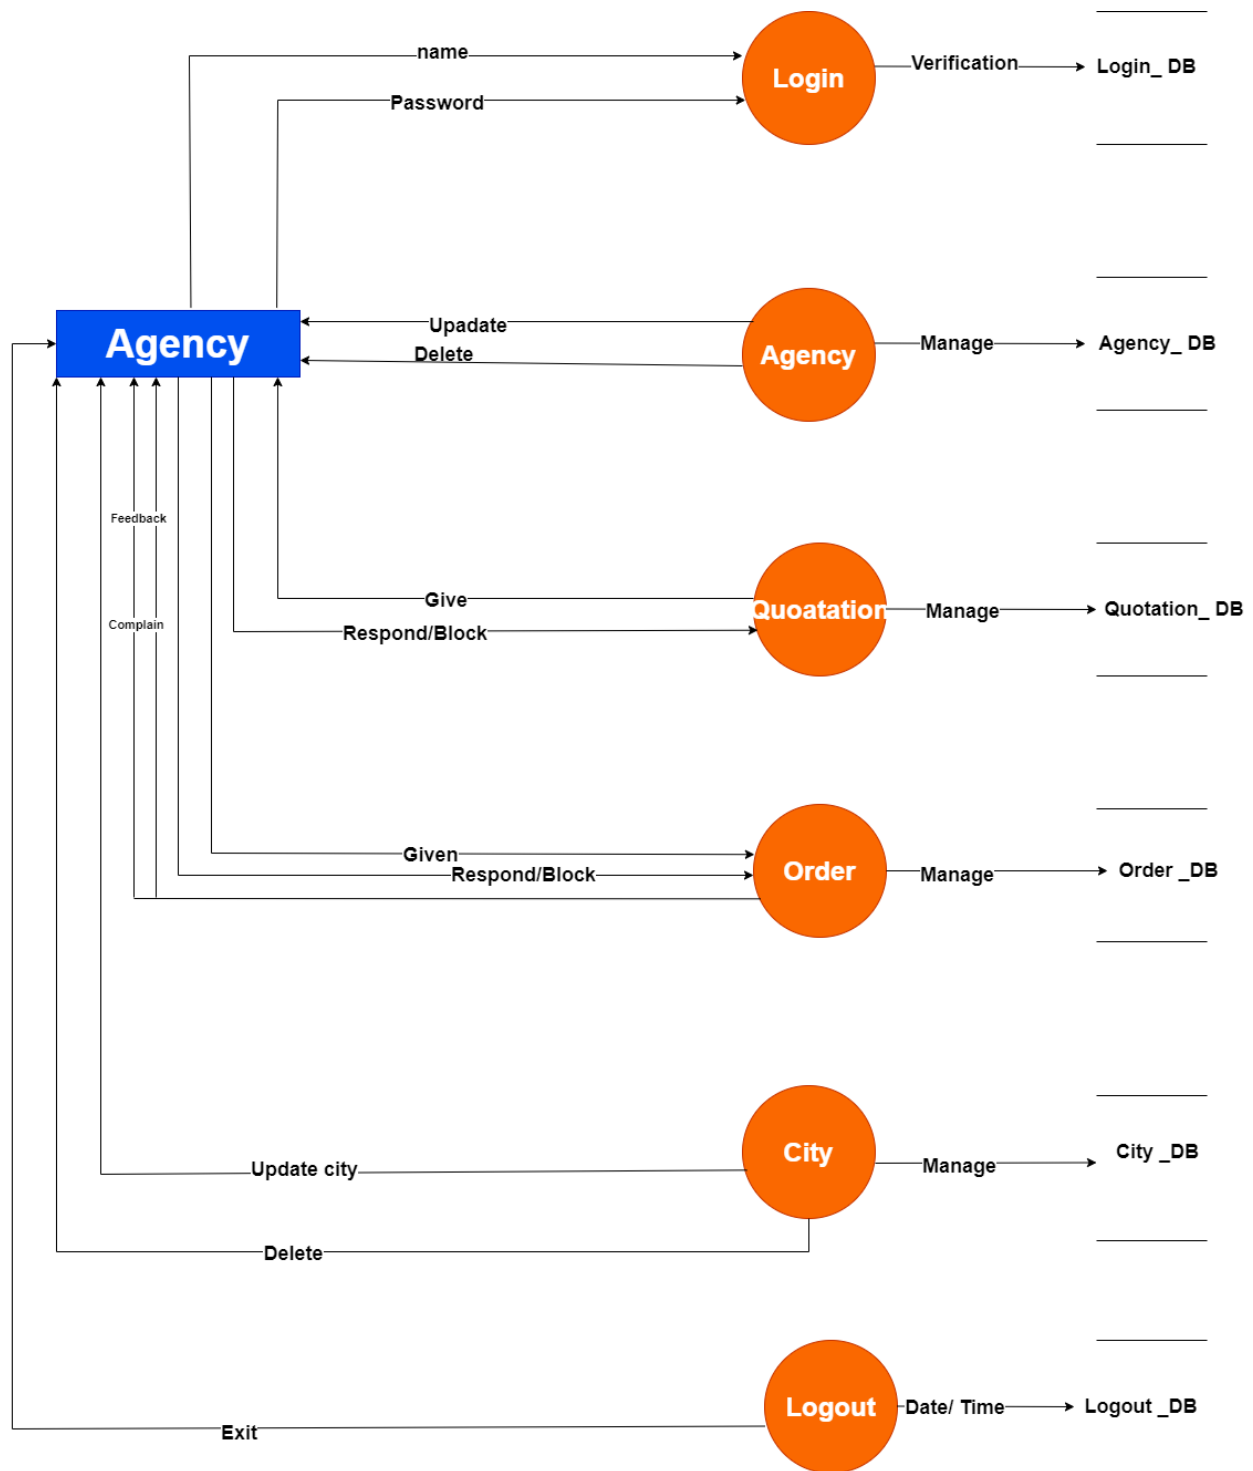 name
Login
Verification
Login_ DB
Password
Agency
Upadate
Delete
Agency
Manage
Agency_ DB
Feedback
Complain
Give
Respond/Block
Quoatation
Manage
Quotation_ DB
Given
Respond/Block
Order
Manage
Order _DB
Update city
Delete
City
Manage
City _DB
Exit
Logout
Date/ Time
Logout _DB